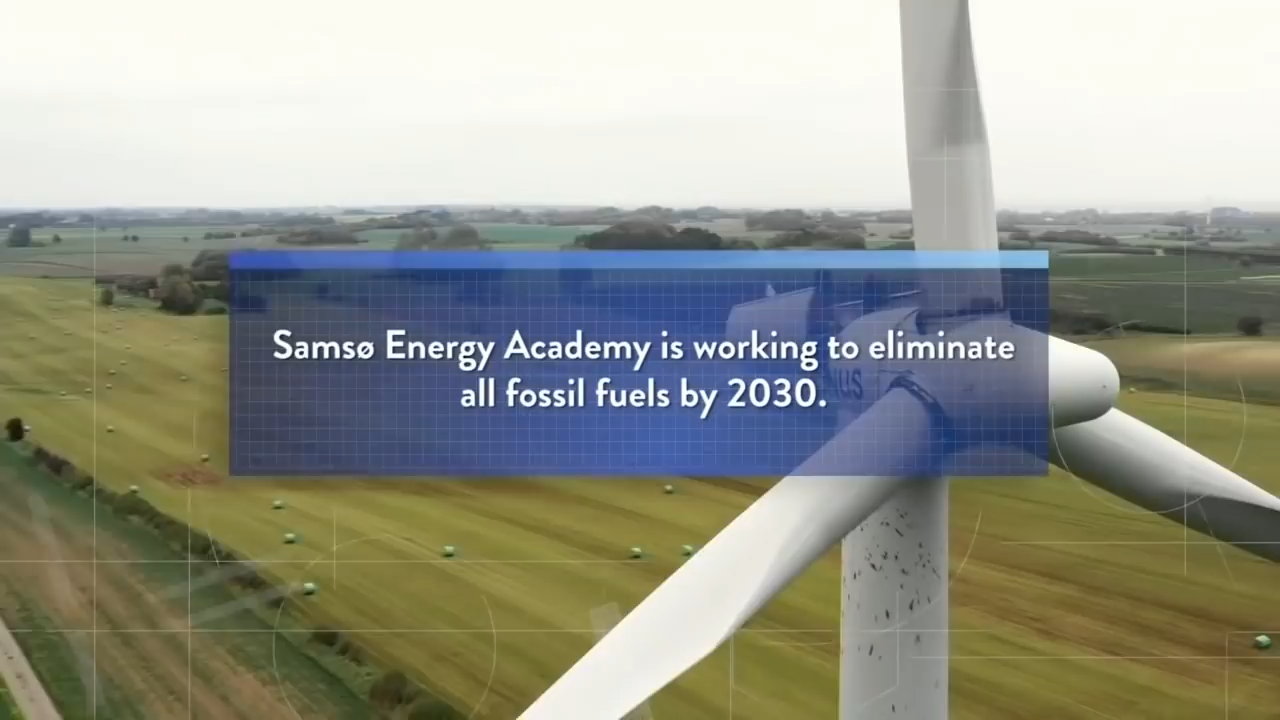 Samsø Energy Academy is working to eliminate
all fossil fuels by 2030.